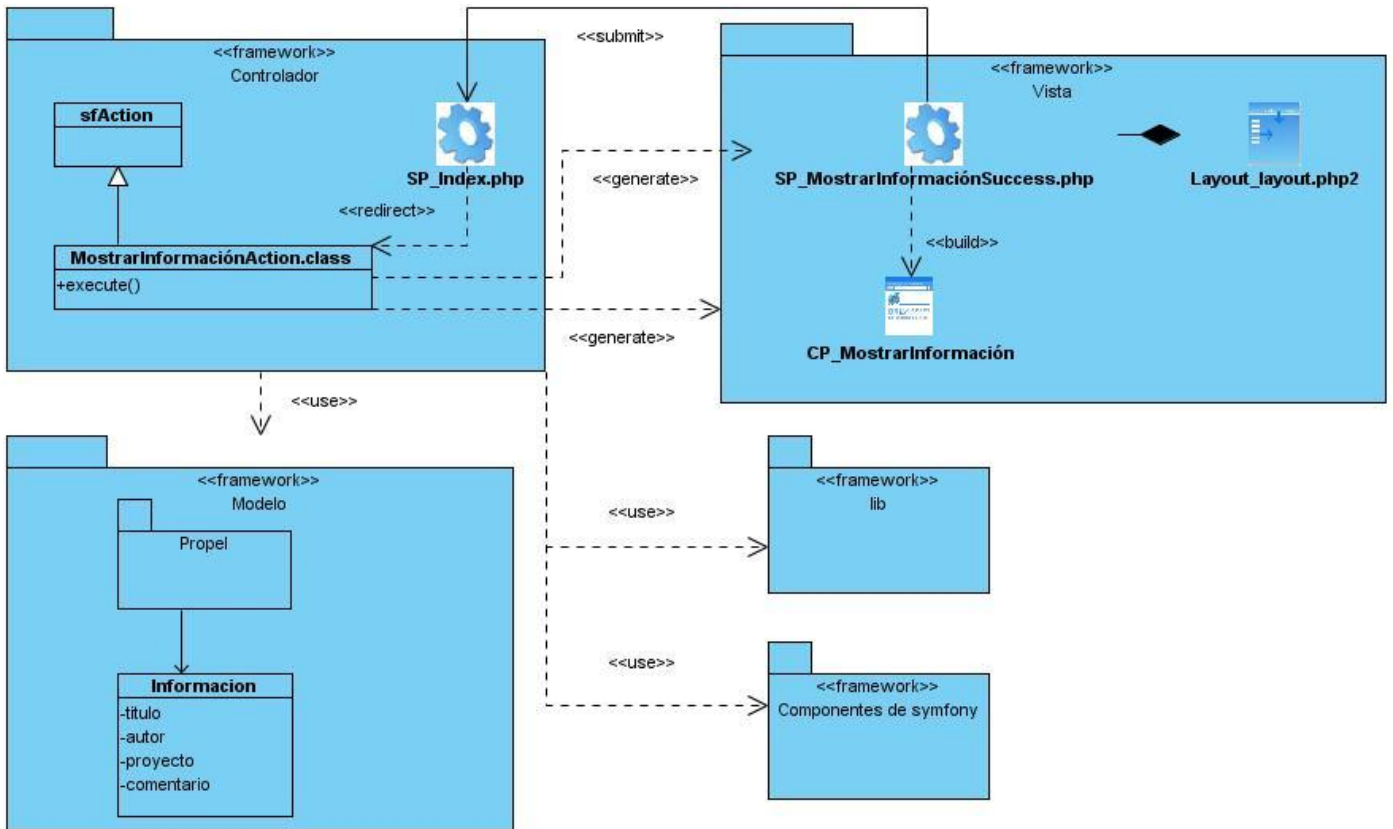 <<framework>>
Controlador
sfAction
SP_Index.php
<<redirect>>
MostrarInformaciónAction.class
+execute()
<<submit>>
<<generate>>
<<generate>>
<<framework>>
Vista
SP_MostrarInformaciónSuccess.php
Layout_layout.php2
<<build>>
CP_MostrarInformación
<<use>>
<<framework>>
Modelo
Propel
Informacion
-titulo
-autor
-proyecto
-comentario
<<use>>
<<framework>>
lib
<<use>>
<<framework>>
Componentes de symfony